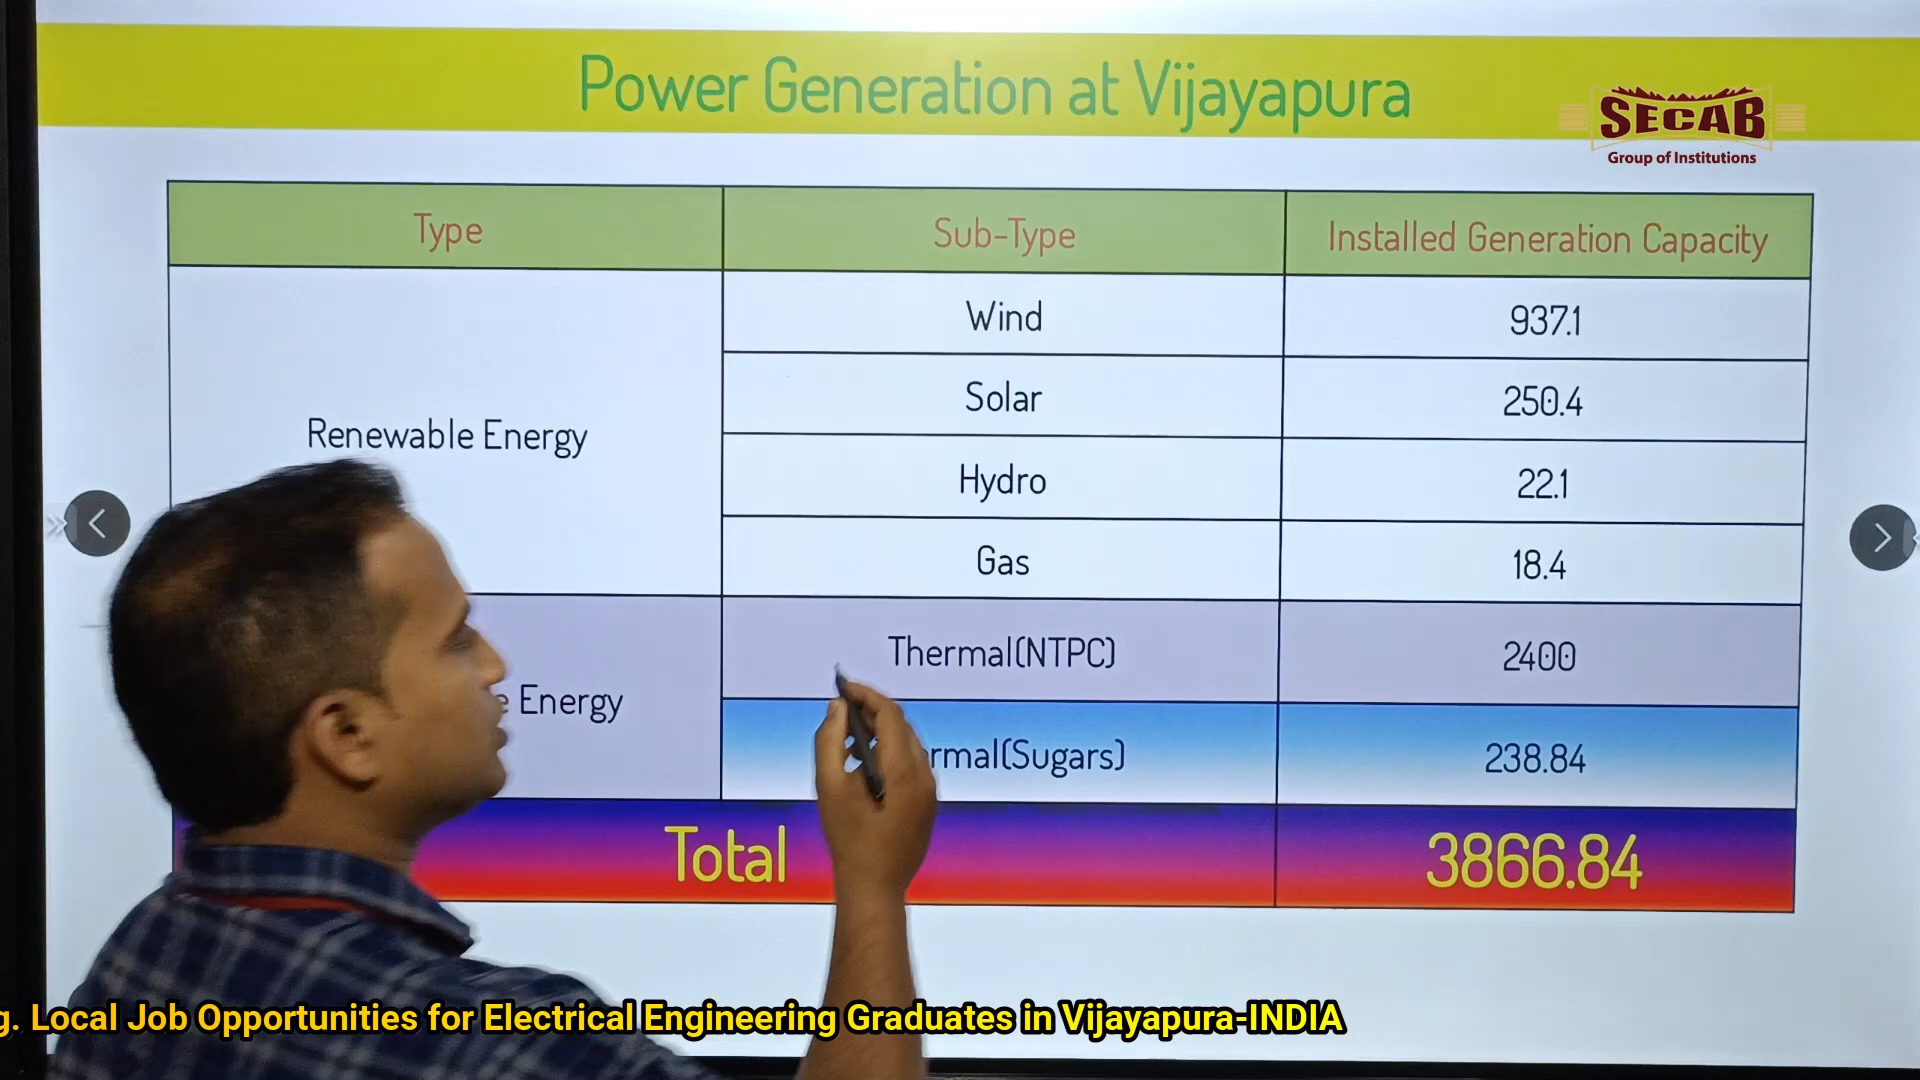 Power Generation at Vijayapura
SECAB
Group of Institutions
Type Sub-Type Installed Generation Capacity
Renewable Energy
Wind 937.1
Solar 250.4
Hydro 22.1
Gas 18.4
Energy
Thermal(NTPC) 2400
rmal(Sugars) 238.84
Total 3866.84
g. Local Job Opportunities for Electrical Engineering Graduates in Vijayapura-INDIA